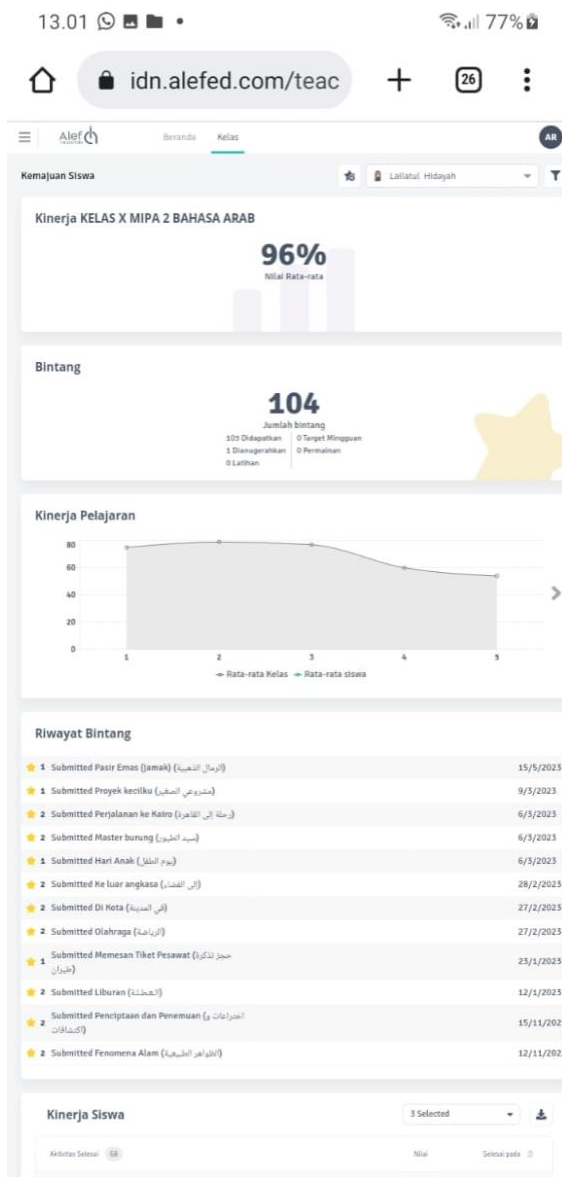 13.01
77%
idn.alefed.com/teac
26
Alef
Beranda
Kelas
AR
Kemajuan Siswa
Lailatul Hidayah
Kinerja KELAS X MIPA 2 BAHASA ARAB
96%
Nilai Rata-rata
Bintang
104
Jumlah bintang
103 Didapatkan
0 Target Mingguan
1 Dianugerahkan
0 Permainan
0 Latihan
Kinerja Pelajaran
80
60
40
20
0
1 2 3 4 5
Rata-rata Kelas Rata-rata siswa
Riwayat Bintang
1 Submitted Pasir Emas (Jamak) (الرمال الذهبية) 15/5/2023
1 Submitted Proyek kecilku (مشروعي الصغير) 9/3/2023
2 Submitted Perjalanan ke Kairo (رحلة إلى القاهرة) 6/3/2023
2 Submitted Master burung (سيد الطيور) 6/3/2023
1 Submitted Hari Anak (يوم الطفل) 6/3/2023
2 Submitted Ke luar angkasa (إلى الفضاء) 28/2/2023
2 Submitted Di Kota (في المدينة) 27/2/2023
2 Submitted Olahraga (الرياضة) 27/2/2023
1 Submitted Memesan Tiket Pesawat (حجز تذكرة
طيران) 23/1/2023
2 Submitted Liburan (العطلة) 12/1/2023
2 Submitted Penciptaan dan Penemuan (اختراعات و
اكتشافات) 15/11/202
2 Submitted Fenomena Alam (الظواهر الطبيعية) 12/11/202
Kinerja Siswa
3 Selected
Aktivitas Selesai 68
Nilai
Selesai pada